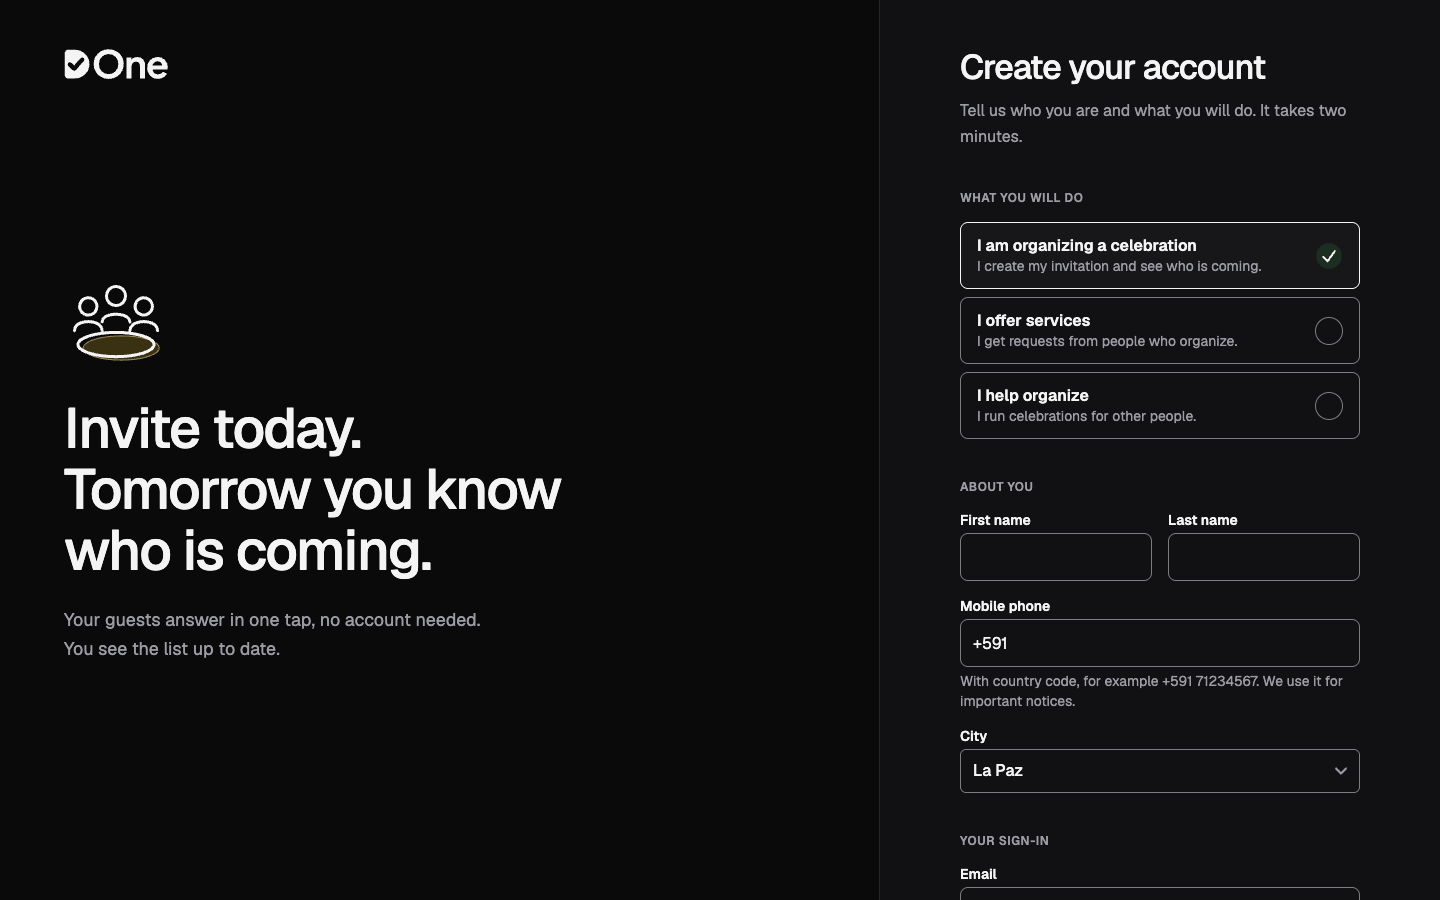 DOne
Invite today.
Tomorrow you know
who is coming.
Your guests answer in one tap, no account needed.
You see the list up to date.
Create your account
Tell us who you are and what you will do. It takes two
minutes.
WHAT YOU WILL DO
I am organizing a celebration
I create my invitation and see who is coming.
I offer services
I get requests from people who organize.
I help organize
I run celebrations for other people.
ABOUT YOU
First name Last name
Mobile phone
+591
With country code, for example +591 71234567. We use it for
important notices.
City
La Paz
YOUR SIGN-IN
Email